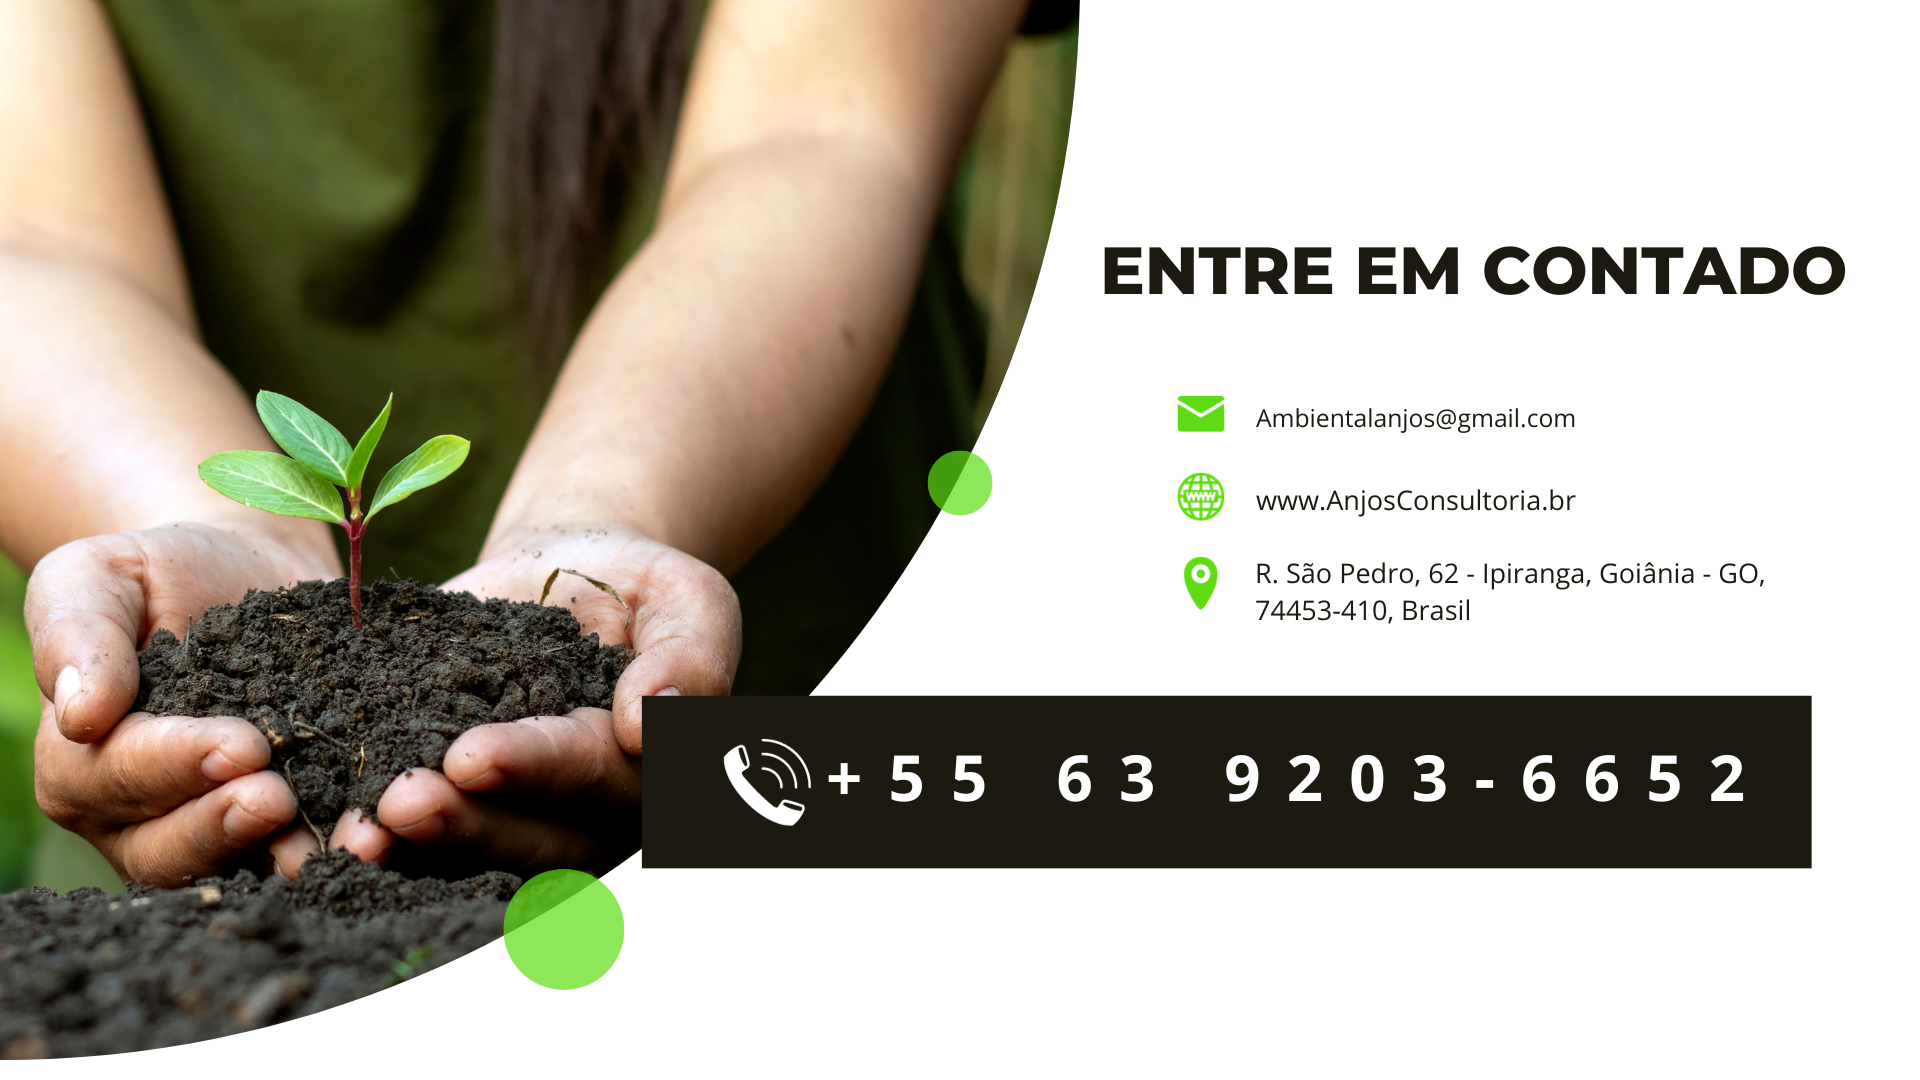 ENTRE EM CONTADO
Ambientalanjos@gmail.com
WWW
www.AnjosConsultoria.br
R. São Pedro, 62 - Ipiranga, Goiânia - GO,
74453-410, Brasil
+55 63 9203-6652